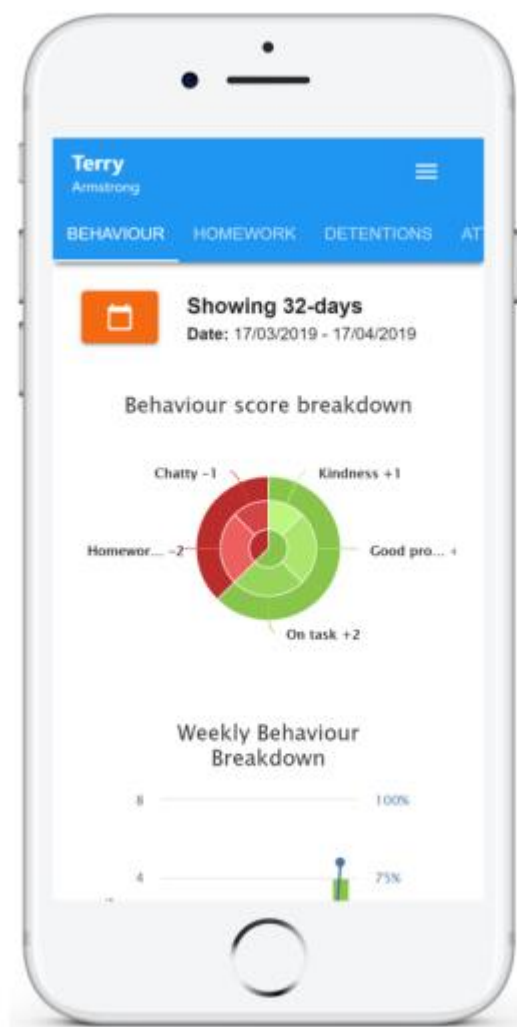 Terry
Armstrong
BEHAVIOUR HOMEWORK DETENTIONS AT
Showing 32-days
Date: 17/03/2019 - 17/04/2019
Behaviour score breakdown
Chatty -1 Kindness +1
Homewor... -2 Good pro... +
On task +2
Weekly Behaviour
Breakdown
8 100%
4 75%